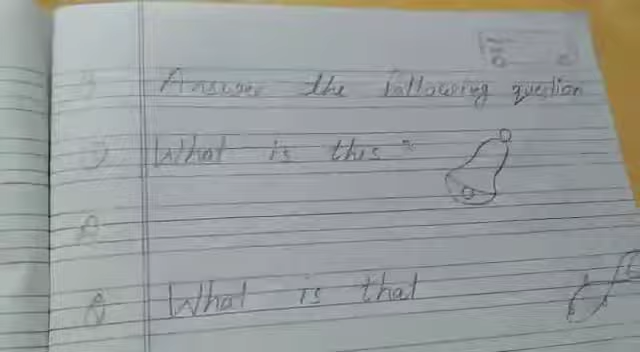 Answer the following question
What is this ?
A
Q What is that